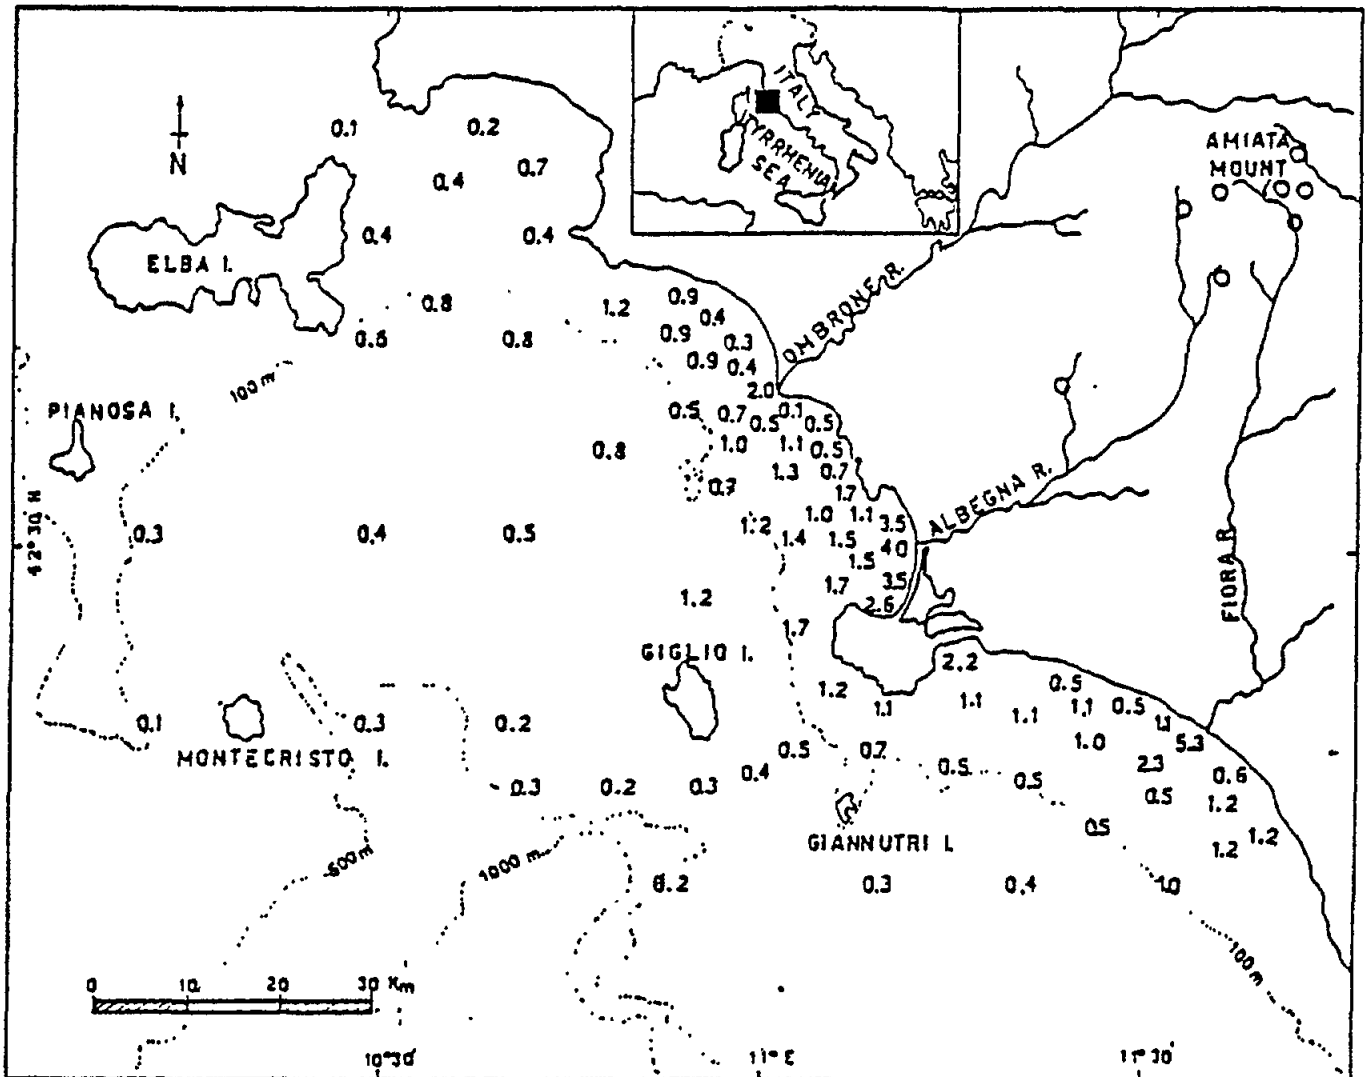 ITALY
TYRRHENIAN
SEA
AMIATA
MOUNT
N
0.1 0.2
0.4 0.7
0.4 0.4
ELBA I.
OMBRONE R.
0.8 1.2 0.9
0.4
0.6 0.8 0.9 0.3
0.9 0.4
100 m
2.0
PIANOSA I.
0.5 0.7 0.1
0.5 0.5
0.8 1.0 1.1 0.5
1.3 0.7
0.7 1.7
ALBEGNA R.
42° 30 N
1.0 1.1
1.2 3.5
0.3 0.4 0.5 1.4 1.5 4.0
1.5
1.7 3.5
1.2 2.6
FIORA R.
1.7
GIGLIO I.
2.2
1.2 0.5
1.1 1.1 1.1 1.1 0.5
0.1 0.3 0.2 1.1
1.0 5.3
MONTECRISTO I.
0.5 0.7
0.4 0.5 2.3
0.3 0.2 0.3 0.5 0.6
0.5 1.2
0.5
GIANNUTRI I.
1.2 1.2
-500 m
1000 m
0.2 0.3 0.4 1.0
100 m
0 10 20 30 Km
10°30' 11° E 11°30'